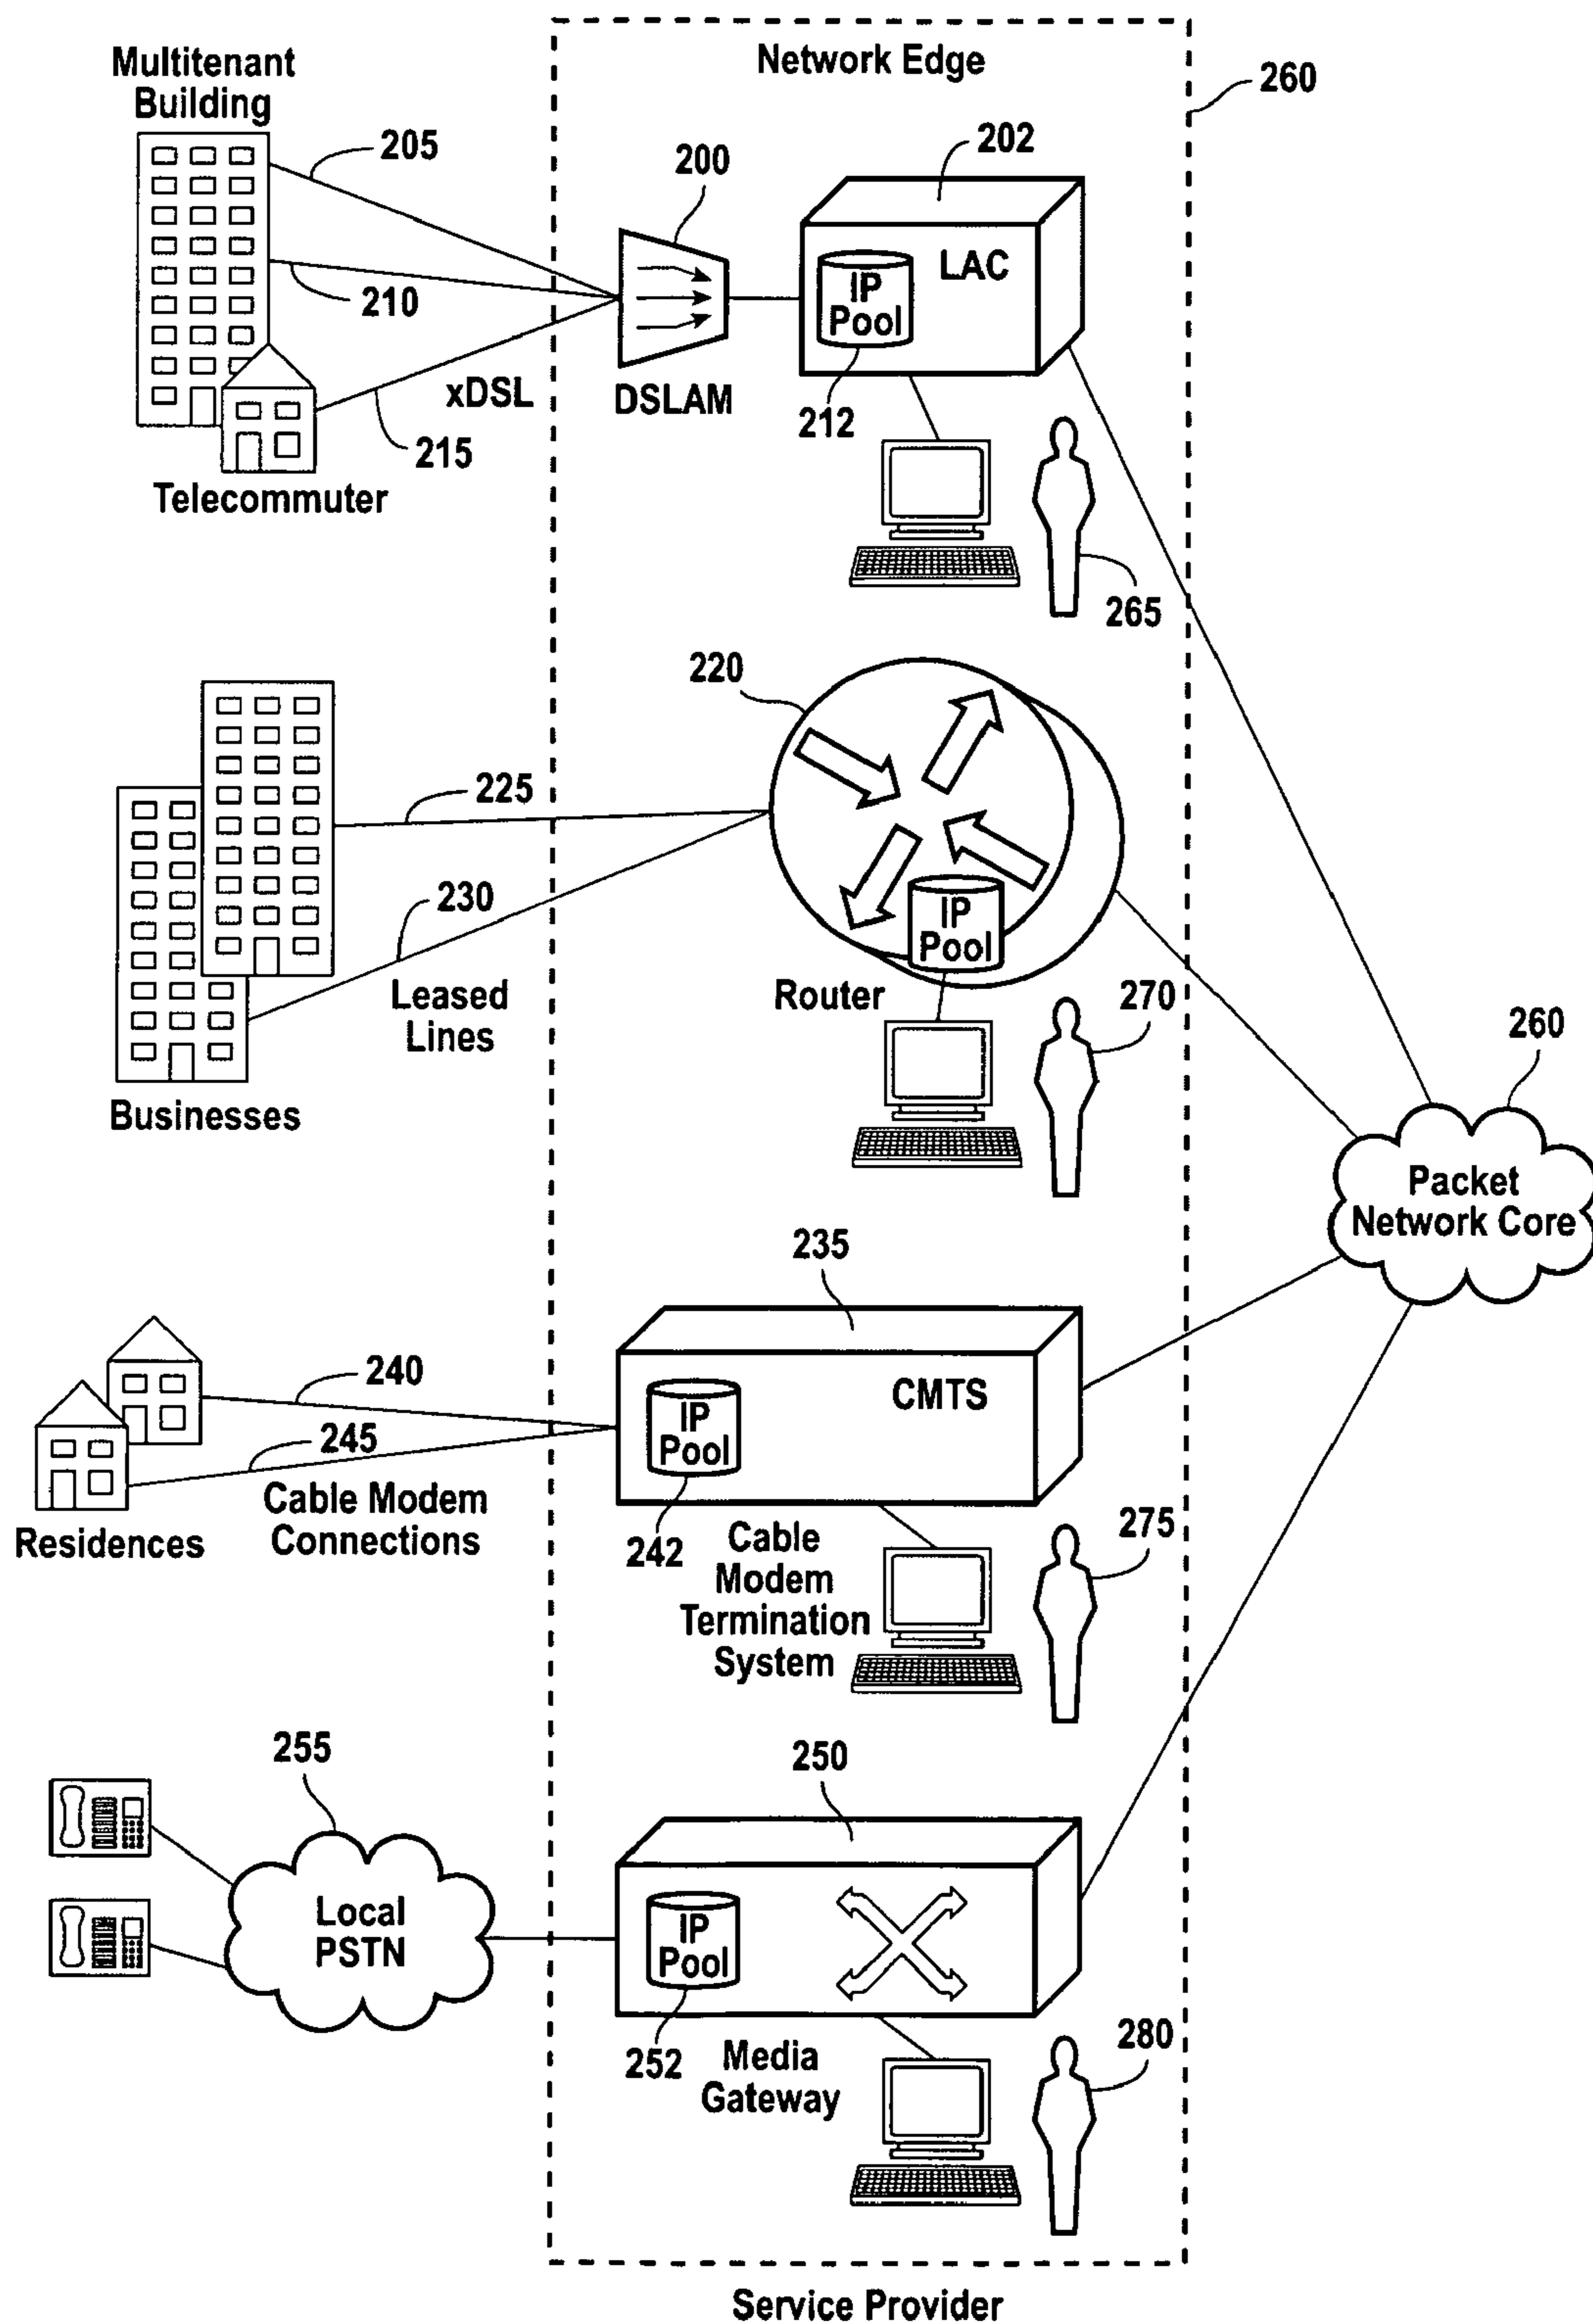 Network Edge
260
Multitenant
Building
205
200
202
LAC
IP
Pool
210
212
xDSL
DSLAM
215
Telecommuter
265
220
225
230
IP
Pool
Leased
Lines
Router
270
Businesses
260
Packet
Network Core
235
240
CMTS
IP
Pool
245
Cable Modem
Connections
Residences
242
Cable
Modem
Termination
System
275
255
250
Local
PSTN
IP
Pool
252
Media
Gateway
280
Service Provider